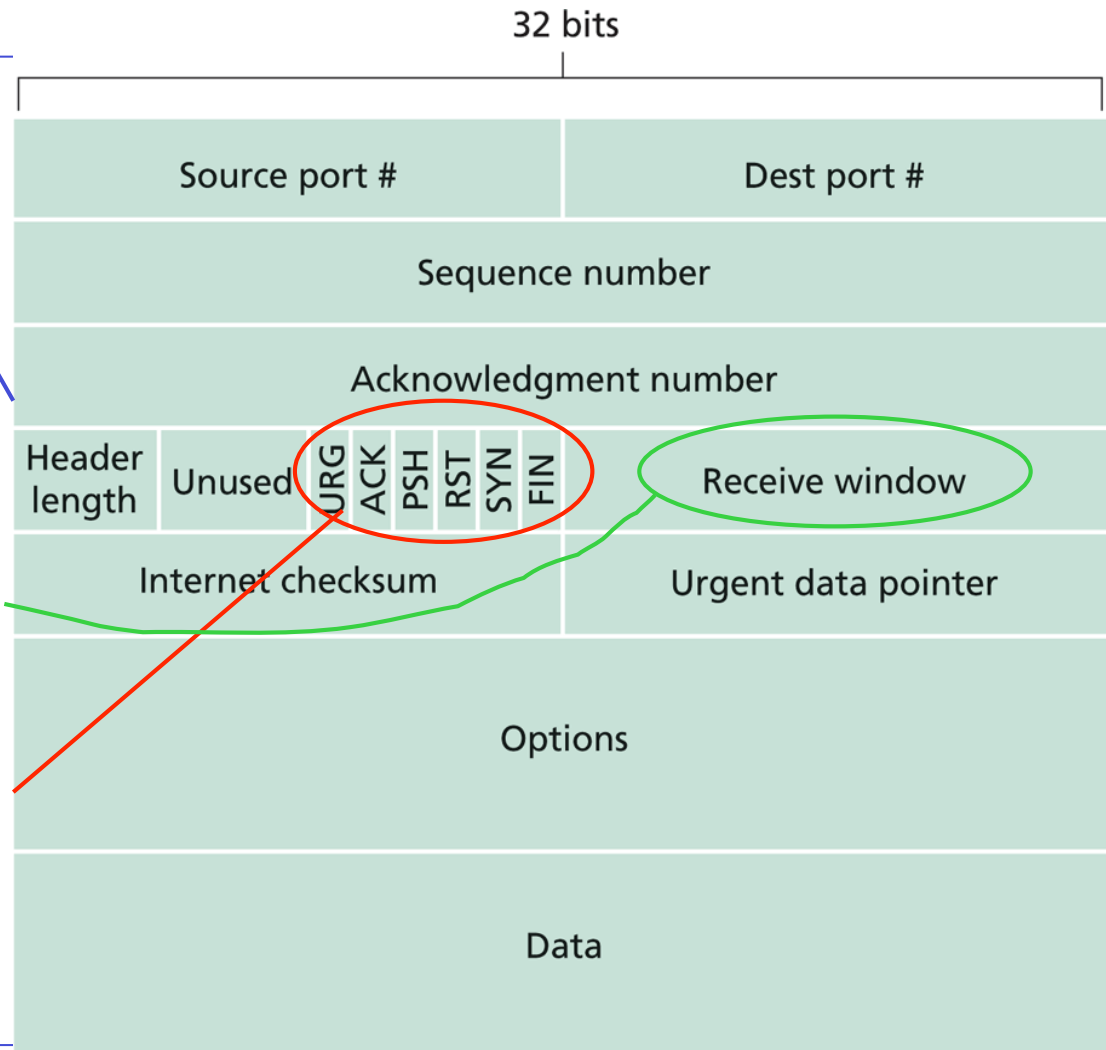 32 bits
Source port #
Dest port #
Sequence number
Acknowledgment number
Header
length
Unused
URG
ACK
PSH
RST
SYN
FIN
Receive window
Internet checksum
Urgent data pointer
Options
Data